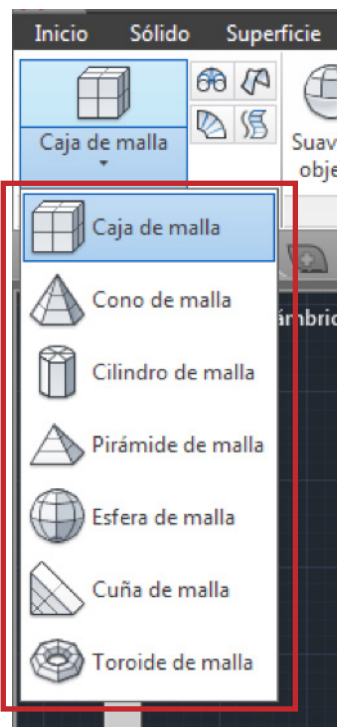 Inicio Sólido Superficie
Caja de malla
Suav
obje
Caja de malla
Cono de malla
ámbric
Cilindro de malla
Pirámide de malla
Esfera de malla
Cuña de malla
Toroide de malla